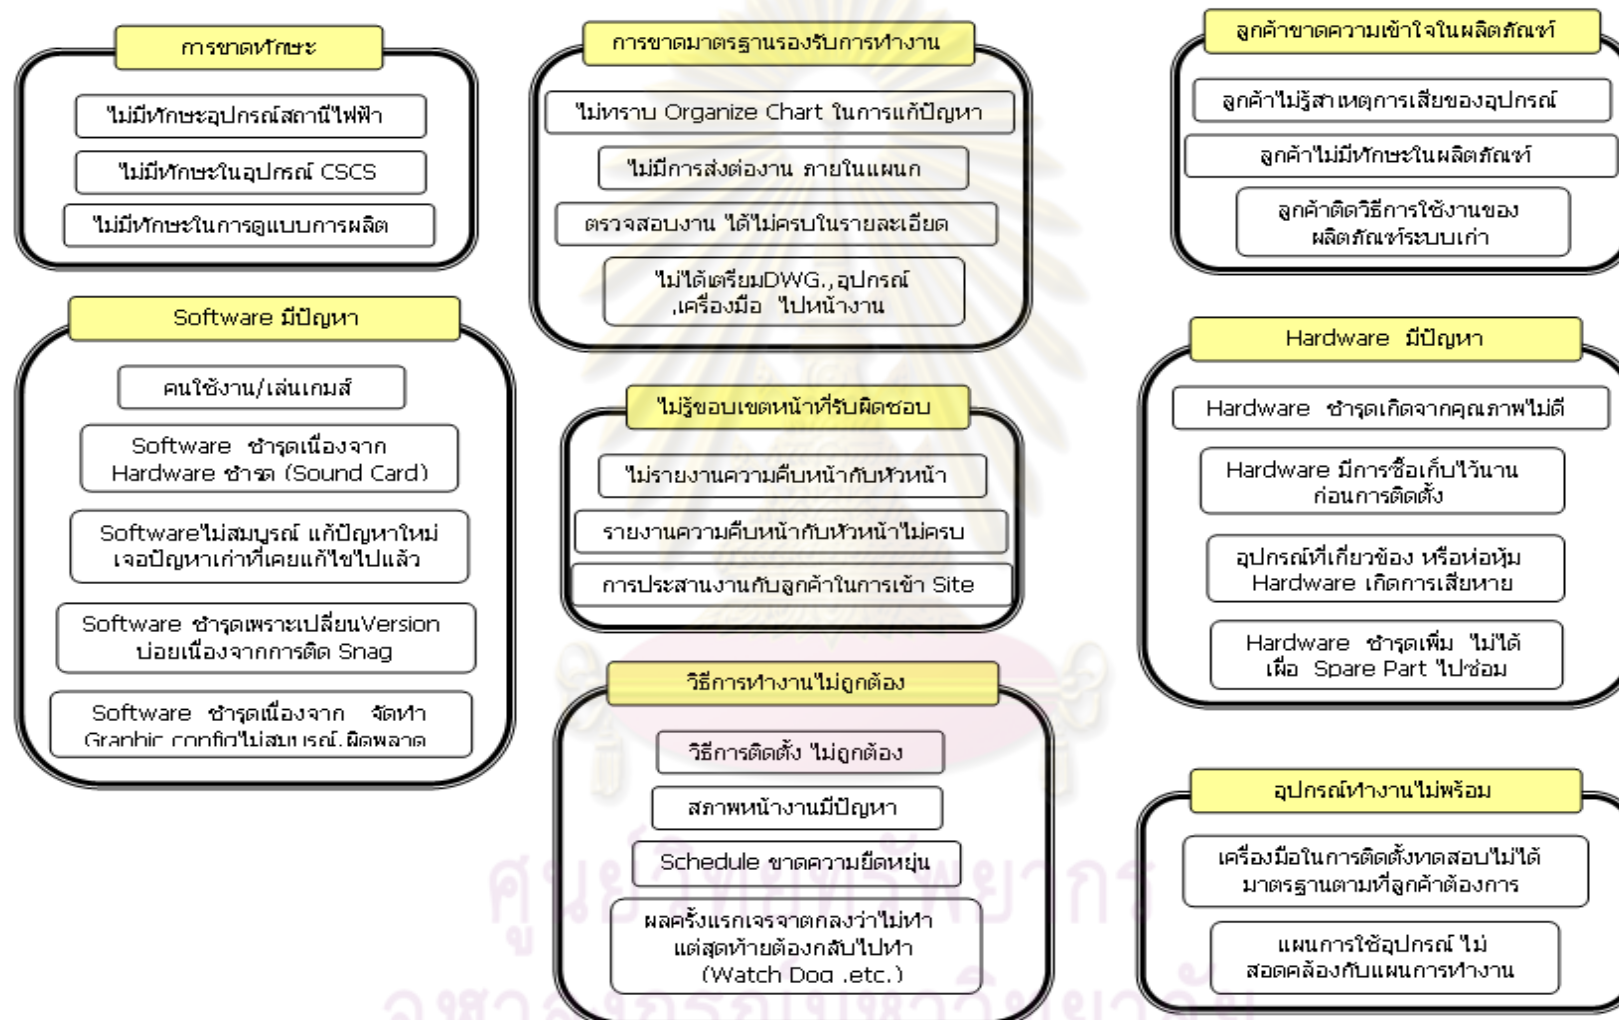 การขาดทักษะ
ไม่มีทักษะอุปกรณ์สถานีไฟฟ้า
ไม่มีทักษะในอุปกรณ์ CSCS
ไม่มีทักษะในการดูแบบการผลิต
Software มีปัญหา
คนใช้งาน/เล่นเกมส์
Software ชำรุดเนื่องจาก
Hardware ชำรุด (Sound Card)
Softwareไม่สมบูรณ์ แก้ปัญหาใหม่
เจอปัญหาเก่าที่เคยแก้ไขไปแล้ว
Software ชำรุดเพราะเปลี่ยนVersion
บ่อยเนื่องจากการติด Snag
Software ชำรุดเนื่องจาก จัดทำ
Graphic configไม่สมบูรณ์,ผิดพลาด
การขาดมาตรฐานรองรับการทำงาน
ไม่ทราบ Organize Chart ในการแก้ปัญหา
ไม่มีการส่งต่องาน ภายในแผนก
ตรวจสอบงาน ได้ไม่ครบในรายละเอียด
ไม่ได้เตรียมDWG.,อุปกรณ์
,เครื่องมือ ไปหน้างาน
ไม่รู้ขอบเขตหน้าที่รับผิดชอบ
ไม่รายงานความคืบหน้ากับหัวหน้า
รายงานความคืบหน้ากับหัวหน้าไม่ครบ
การประสานงานกับลูกค้าในการเข้า Site
วิธีการทำงานไม่ถูกต้อง
วิธีการติดตั้ง ไม่ถูกต้อง
สภาพหน้างานมีปัญหา
Schedule ขาดความยืดหยุ่น
ผลครั้งแรกเจรจาตกลงว่าไม่ทำ
แต่สุดท้ายต้องกลับไปทำ
(Watch Dog .etc.)
ลูกค้าขาดความเข้าใจในผลิตภัณฑ์
ลูกค้าไม่รู้สาเหตุการเสียของอุปกรณ์
ลูกค้าไม่มีทักษะในผลิตภัณฑ์
ลูกค้าติดวิธีการใช้งานของ
ผลิตภัณฑ์ระบบเก่า
Hardware มีปัญหา
Hardware ชำรุดเกิดจากคุณภาพไม่ดี
Hardware มีการซื้อเก็บไว้นาน
ก่อนการติดตั้ง
อุปกรณ์ที่เกี่ยวข้อง หรือห่อหุ้ม
Hardware เกิดการเสียหาย
Hardware ชำรุดเพิ่ม ไม่ได้
เผื่อ Spare Part ไปซ่อม
อุปกรณ์ทำงานไม่พร้อม
เครื่องมือในการติดตั้งทดสอบไม่ได้
มาตรฐานตามที่ลูกค้าต้องการ
แผนการใช้อุปกรณ์ ไม่
สอดคล้องกับแผนการทำงาน
ศูนย์วิทยทรัพยากร
จุฬาลงกรณ์มหาวิทยาลัย